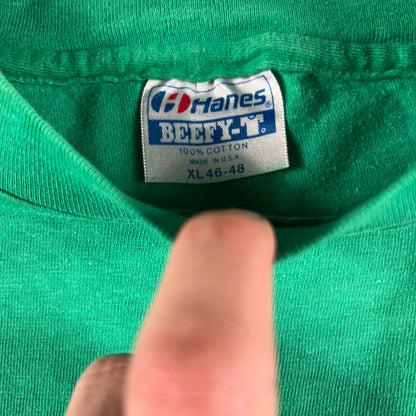 Hanes
BEEFY-T.
100% COTTON
MADE IN U.S.A
XL 46-48